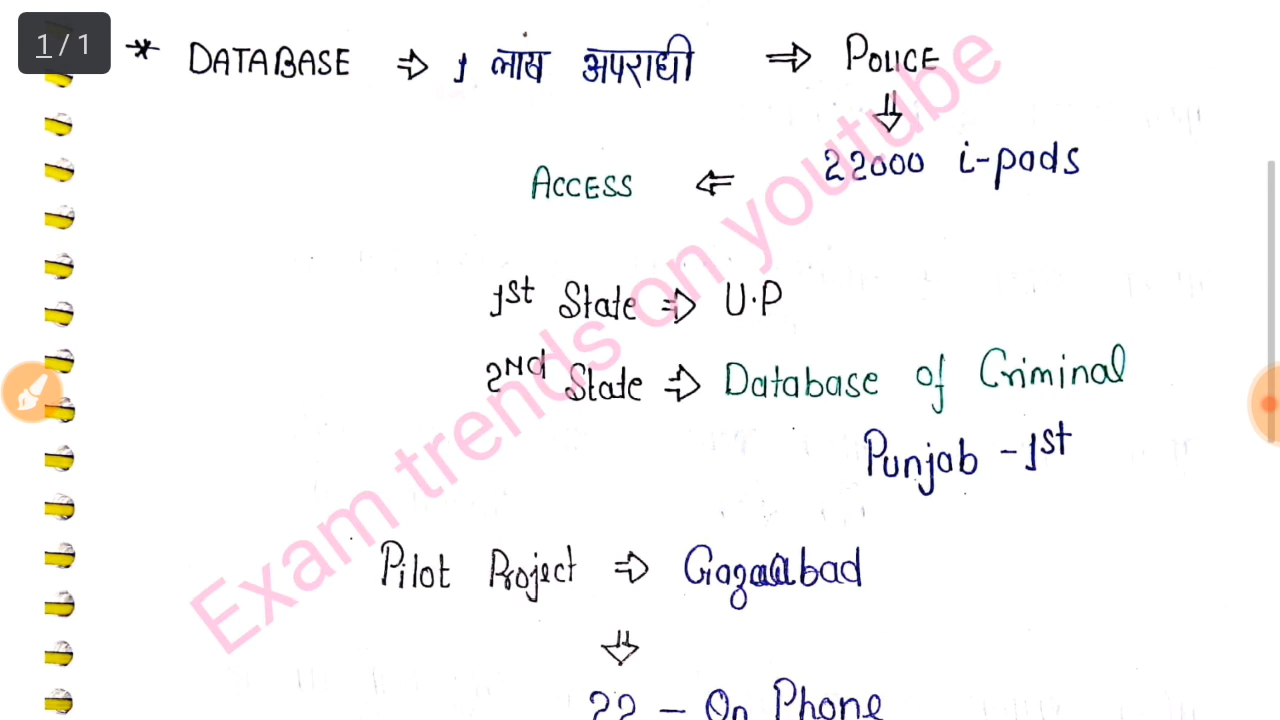 1 / 1
* DATABASE ⇒ 1 लाख अपराधी ⇒ POLICE
⇓
ACCESS ⇐ 22000 i-pads
1st State ⇒ U.P
2Nd State ⇒ Database of Criminal
Punjab - 1st
Pilot Project ⇒
⇓
22 - On Phone
Exam trends on youtube